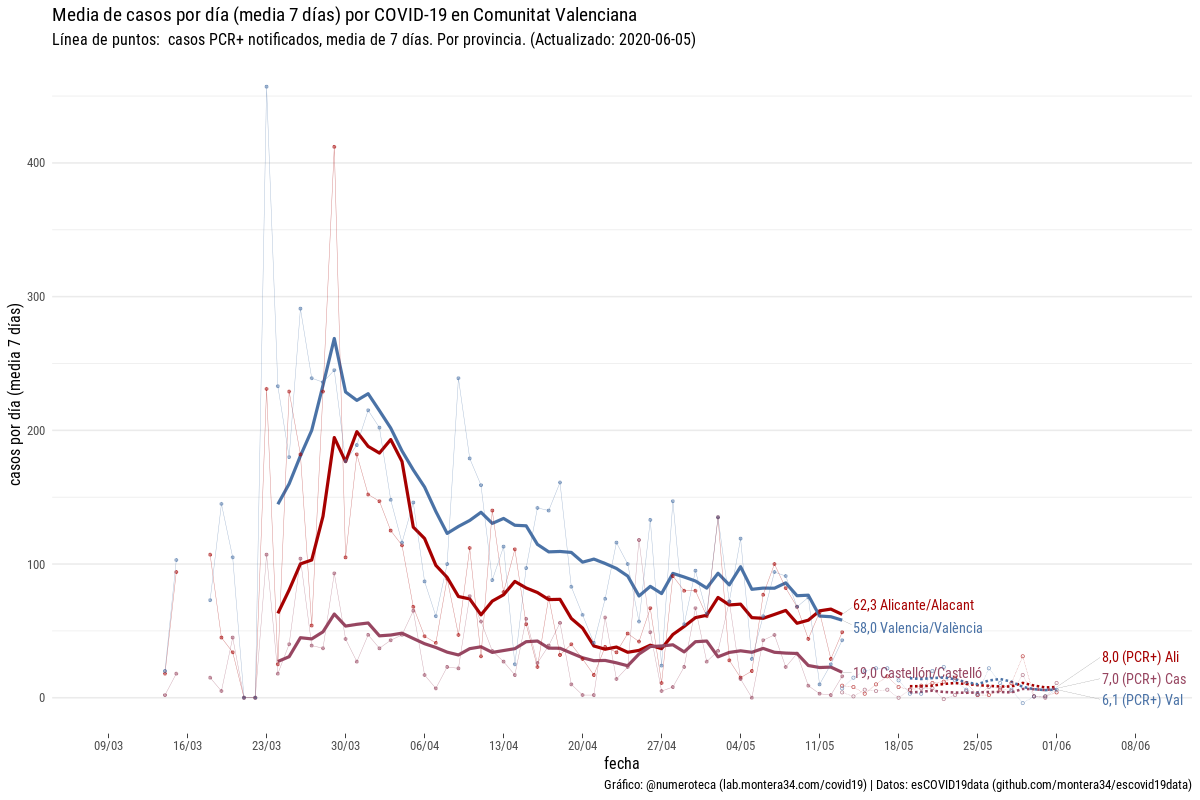 Media de casos por día (media 7 días) por COVID-19 en Comunitat Valenciana
Línea de puntos:  casos PCR+ notificados, media de 7 días. Por provincia. (Actualizado: 2020-06-05)
casos por día (media 7 días)
400
300
200
100
0
62,3 Alicante/Alacant
58,0 Valencia/València
19,0 Castellón/Castelló
8,0 (PCR+) Ali
7,0 (PCR+) Cas
6,1 (PCR+) Val
09/03 16/03 23/03 30/03 06/04 13/04 20/04 27/04 04/05 11/05 18/05 25/05 01/06 08/06
fecha
Gráfico: @numeroteca (lab.montera34.com/covid19) | Datos: esCOVID19data (github.com/montera34/escovid19data)